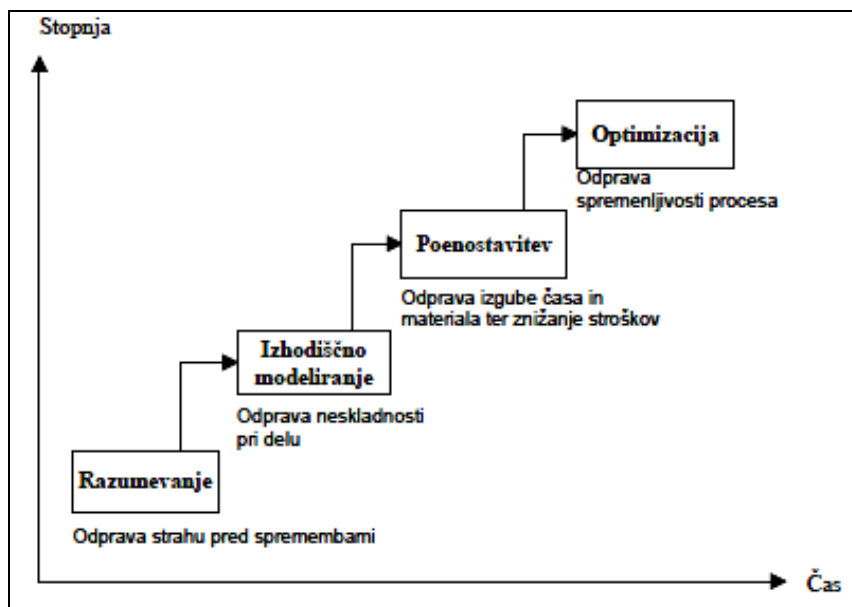 Stopnja
Optimizacija
Odprava
spremenljivosti procesa
Poenostavitev
Odprava izgube časa in
materiala ter znižanje stroškov
Izhodiščno
modeliranje
Odprava neskladnosti
pri delu
Razumevanje
Odprava strahu pred spremembami
Čas